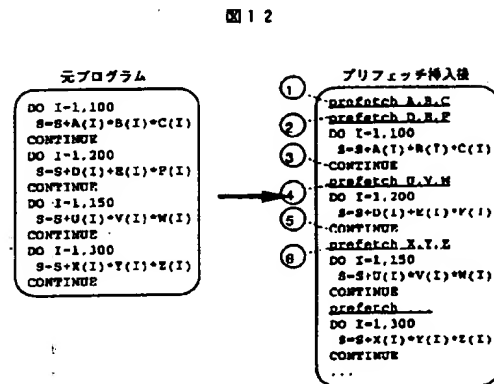 図12
元プログラム
DO I-1,100
S=S+A(I)*B(I)*C(I)
CONTINUE
DO I-1,200
S=S+D(I)+E(I)*F(I)
CONTINUE
DO I-1,150
S=S+U(I)*V(I)*W(I)
CONTINUE
DO I-1,300
S=S+X(I)*Y(I)*Z(I)
CONTINUE
プリフェッチ挿入後
① prefetch A,B,C
② prefetch D,E,F
DO I-1,100
S=S+A(I)*B(I)+C(I)
③ CONTINUE
④ prefetch U,V,W
DO I-1,200
S=S+D(I)+E(I)*F(I)
⑤ CONTINUE
⑥ prefetch X,Y,Z
DO I-1,150
S=S+U(I)*V(I)*W(I)
CONTINUE
prefetch ...
DO I-1,300
S=S+X(I)*Y(I)*Z(I)
CONTINUE
...